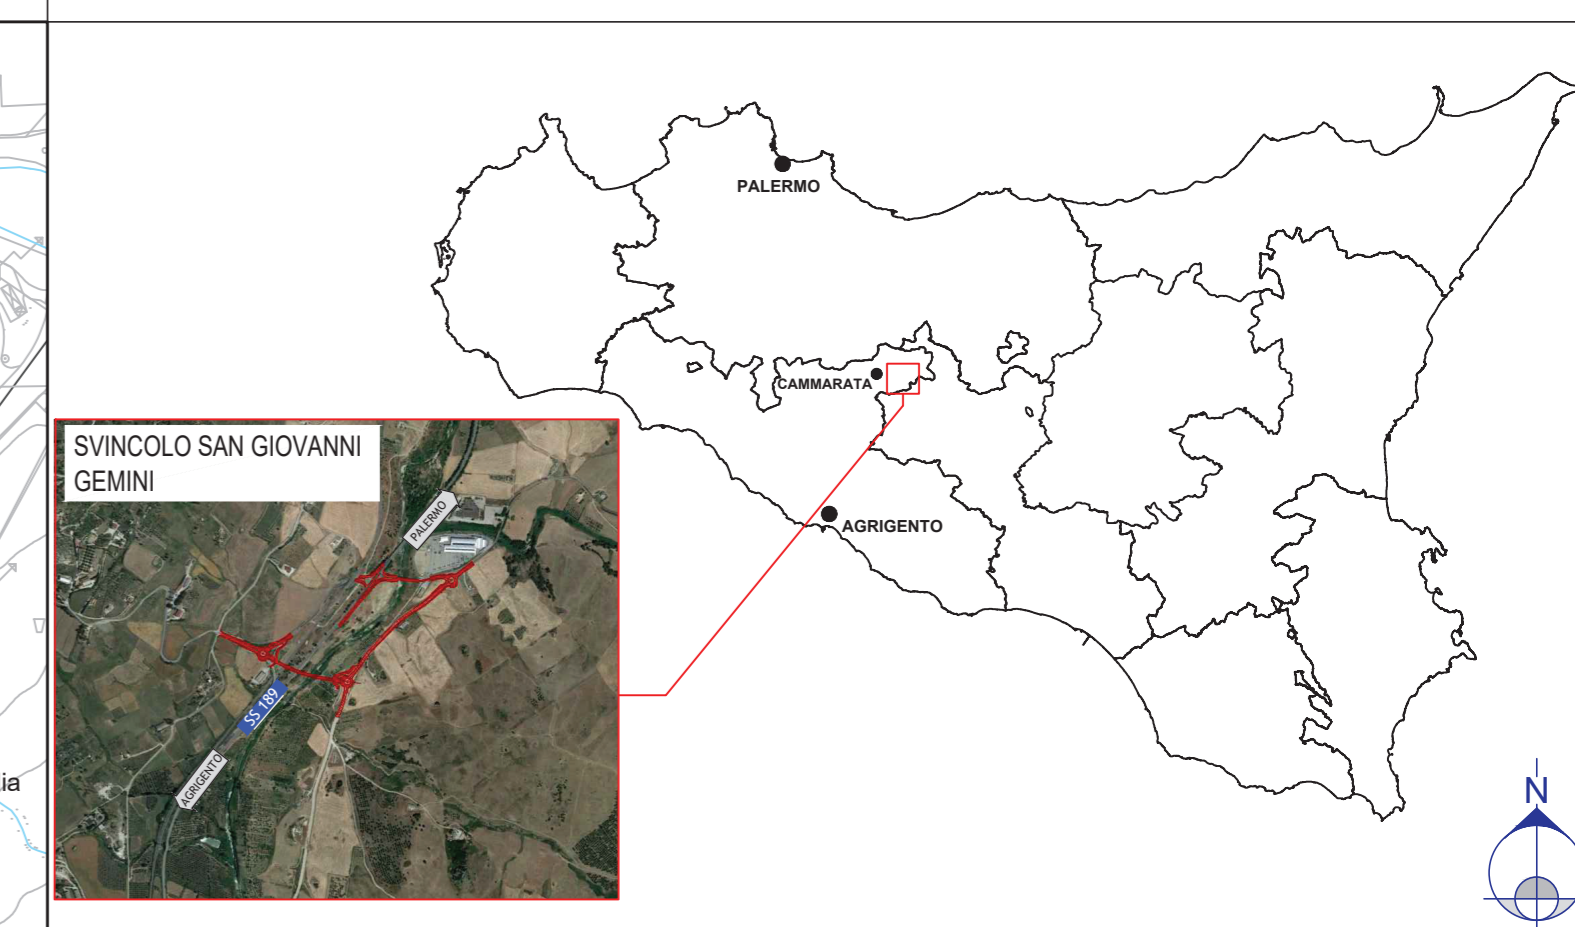 PALERMO
CAMMARATA
SVINCOLO SAN GIOVANNI
GEMINI
PALERMO
AGRIGENTO
SS 189
AGRIGENTO
ia
N